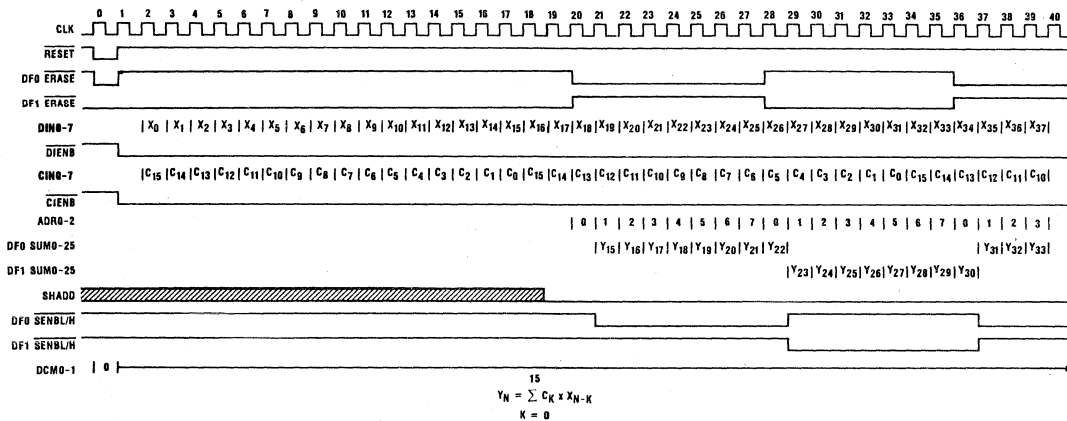 0 1 2 3 4 5 6 7 8 9 10 11 12 13 14 15 16 17 18 19 20 21 22 23 24 25 26 27 28 29 30 31 32 33 34 35 36 37 38 39 40
CLK
RESET
DF0 ERASE
DF1 ERASE
DIN0-7 | X0 | X1 | X2 | X3 | X4 | X5 | X6 | X7 | X8 | X9 | X10 | X11 | X12 | X13 | X14 | X15 | X16 | X17 | X18 | X19 | X20 | X21 | X22 | X23 | X24 | X25 | X26 | X27 | X28 | X29 | X30 | X31 | X32 | X33 | X34 | X35 | X36 | X37 |
DIENB
CIN0-7 | C15 | C14 | C13 | C12 | C11 | C10 | C9 | C8 | C7 | C6 | C5 | C4 | C3 | C2 | C1 | C0 | C15 | C14 | C13 | C12 | C11 | C10 | C9 | C8 | C7 | C6 | C5 | C4 | C3 | C2 | C1 | C0 | C15 | C14 | C13 | C12 | C11 | C10 |
CIENB
ADR0-2 | 0 | 1 | 2 | 3 | 4 | 5 | 6 | 7 | 0 | 1 | 2 | 3 | 4 | 5 | 6 | 7 | 0 | 1 | 2 | 3 |
DF0 SUM0-25 | Y15 | Y16 | Y17 | Y18 | Y19 | Y20 | Y21 | Y22 | | Y31 | Y32 | Y33 |
DF1 SUM0-25 | Y23 | Y24 | Y25 | Y26 | Y27 | Y28 | Y29 | Y30 |
SHADD
DF0 SENBL/H
DF1 SENBL/H
DCM0-1 | 0 |
15
YN = Σ CK x XN-K
K = 0